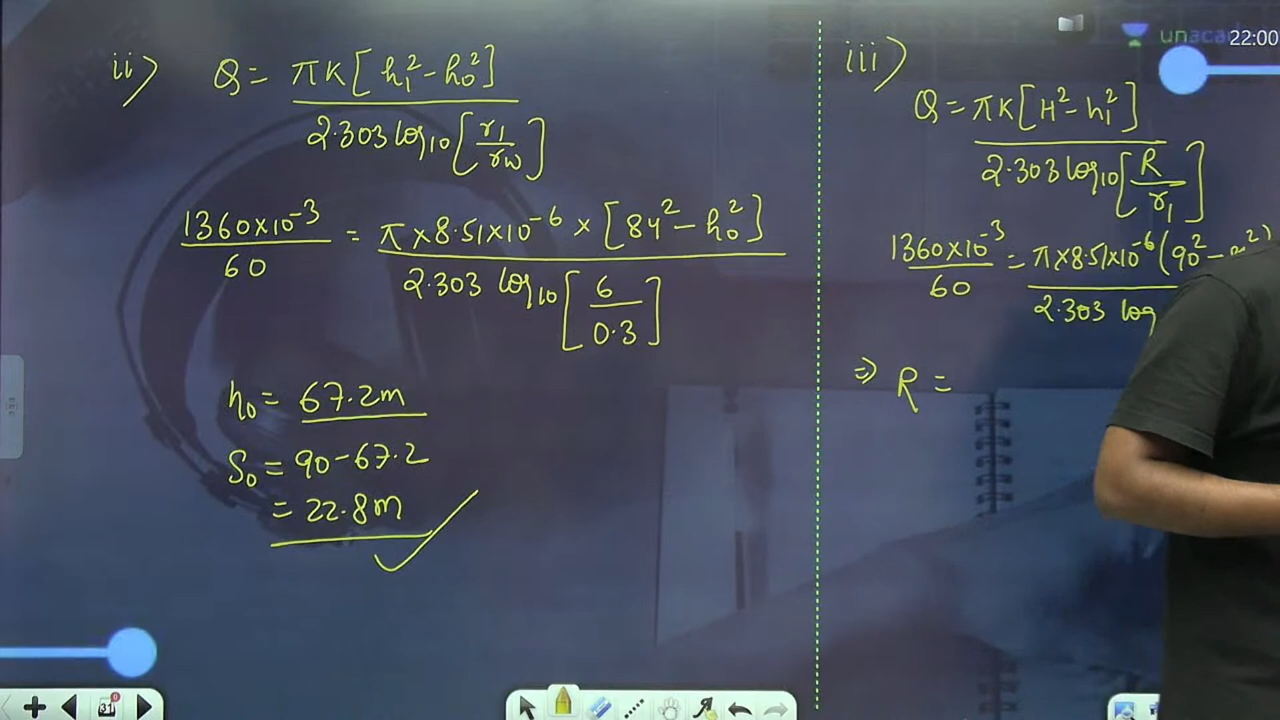 ii) Q = πK[h₁² - h₀²]
2.303 log₁₀[r₁/r_w]
1360×10⁻³/60 = π×8.51×10⁻⁶×[84² - h₀²]
2.303 log₁₀[6/0.3]
h₀ = 67.2m
S₀ = 90-67.2
= 22.8m
iii)
Q = πK[H² - h₁²]
2.303 log₁₀[R/r₁]
1360×10⁻³/60 = π×8.51×10⁻⁶(90² -
2.303 log
⇒ R =
22:00
31